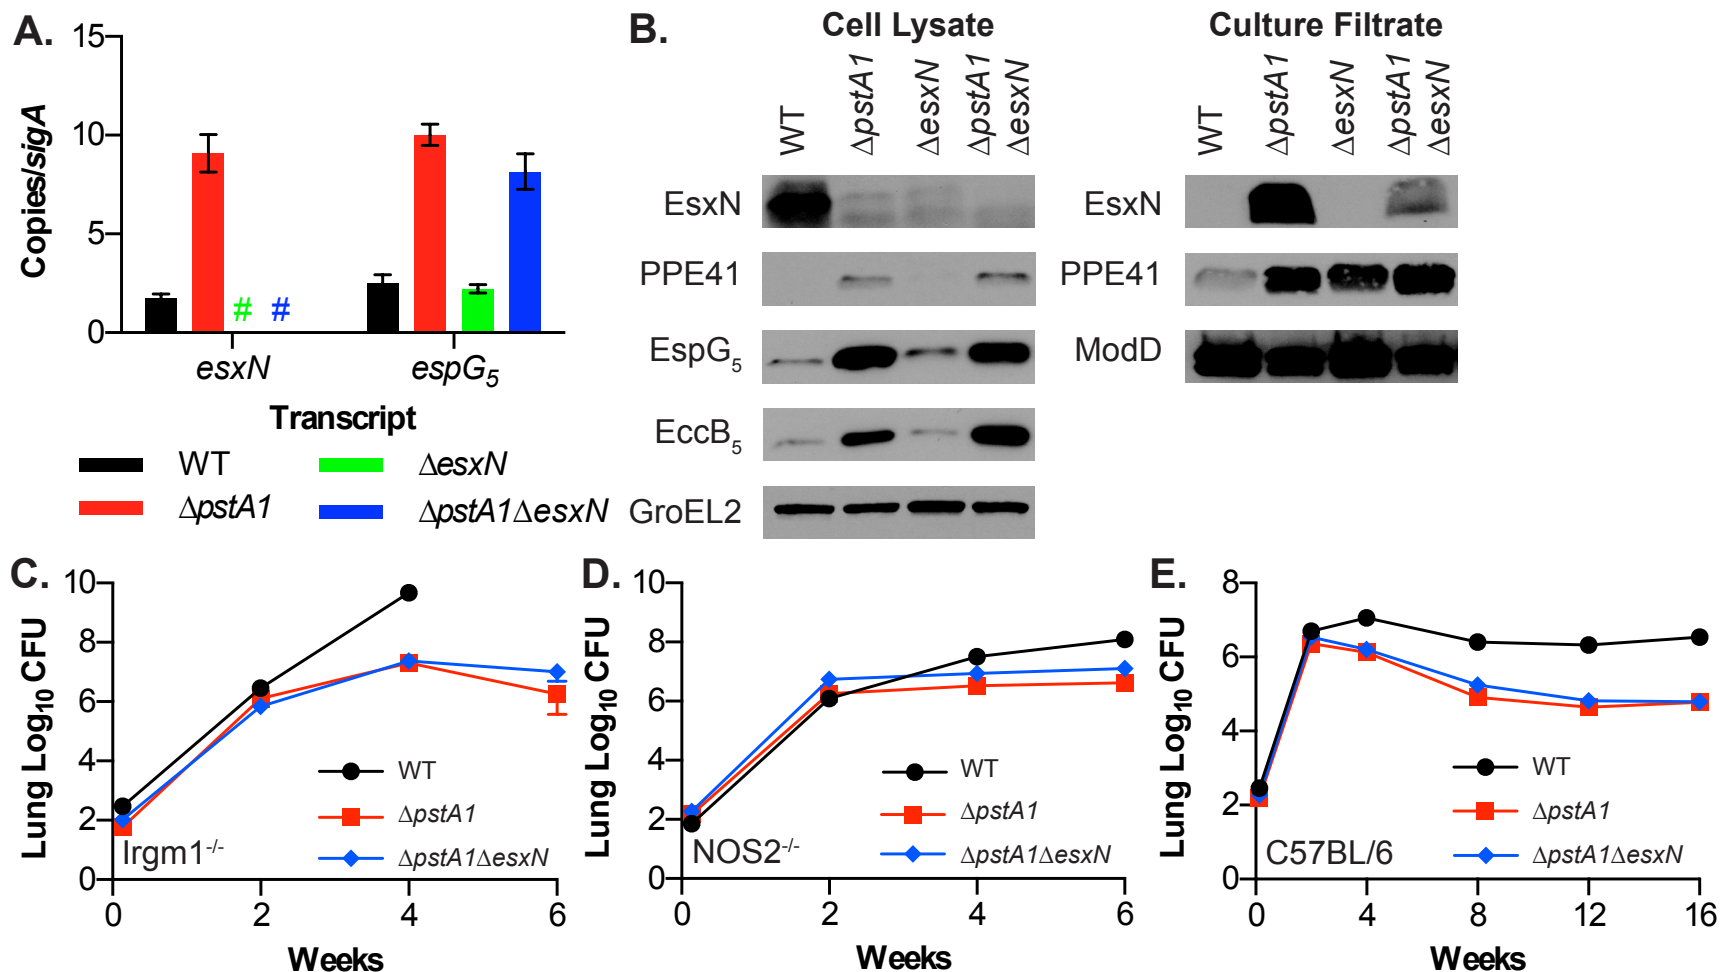 A.
15
10
5
0
Copies/sigA
# #
esxN espG5
Transcript
WT ΔesxN
ΔpstA1 ΔpstA1ΔesxN
B.
Cell Lysate Culture Filtrate
WT ΔpstA1 ΔesxN ΔpstA1 ΔesxN
WT ΔpstA1 ΔesxN ΔpstA1 ΔesxN
EsxN EsxN
PPE41 PPE41
EspG5 ModD
EccB5
GroEL2
C.
10
8
6
4
2
0
Lung Log10 CFU
WT
ΔpstA1
ΔpstA1ΔesxN
Irgm1-/-
0 2 4 6
Weeks
D.
10
8
6
4
2
0
Lung Log10 CFU
WT
ΔpstA1
ΔpstA1ΔesxN
NOS2-/-
0 2 4 6
Weeks
E.
8
6
4
2
0
Lung Log10 CFU
WT
ΔpstA1
ΔpstA1ΔesxN
C57BL/6
0 4 8 12 16
Weeks